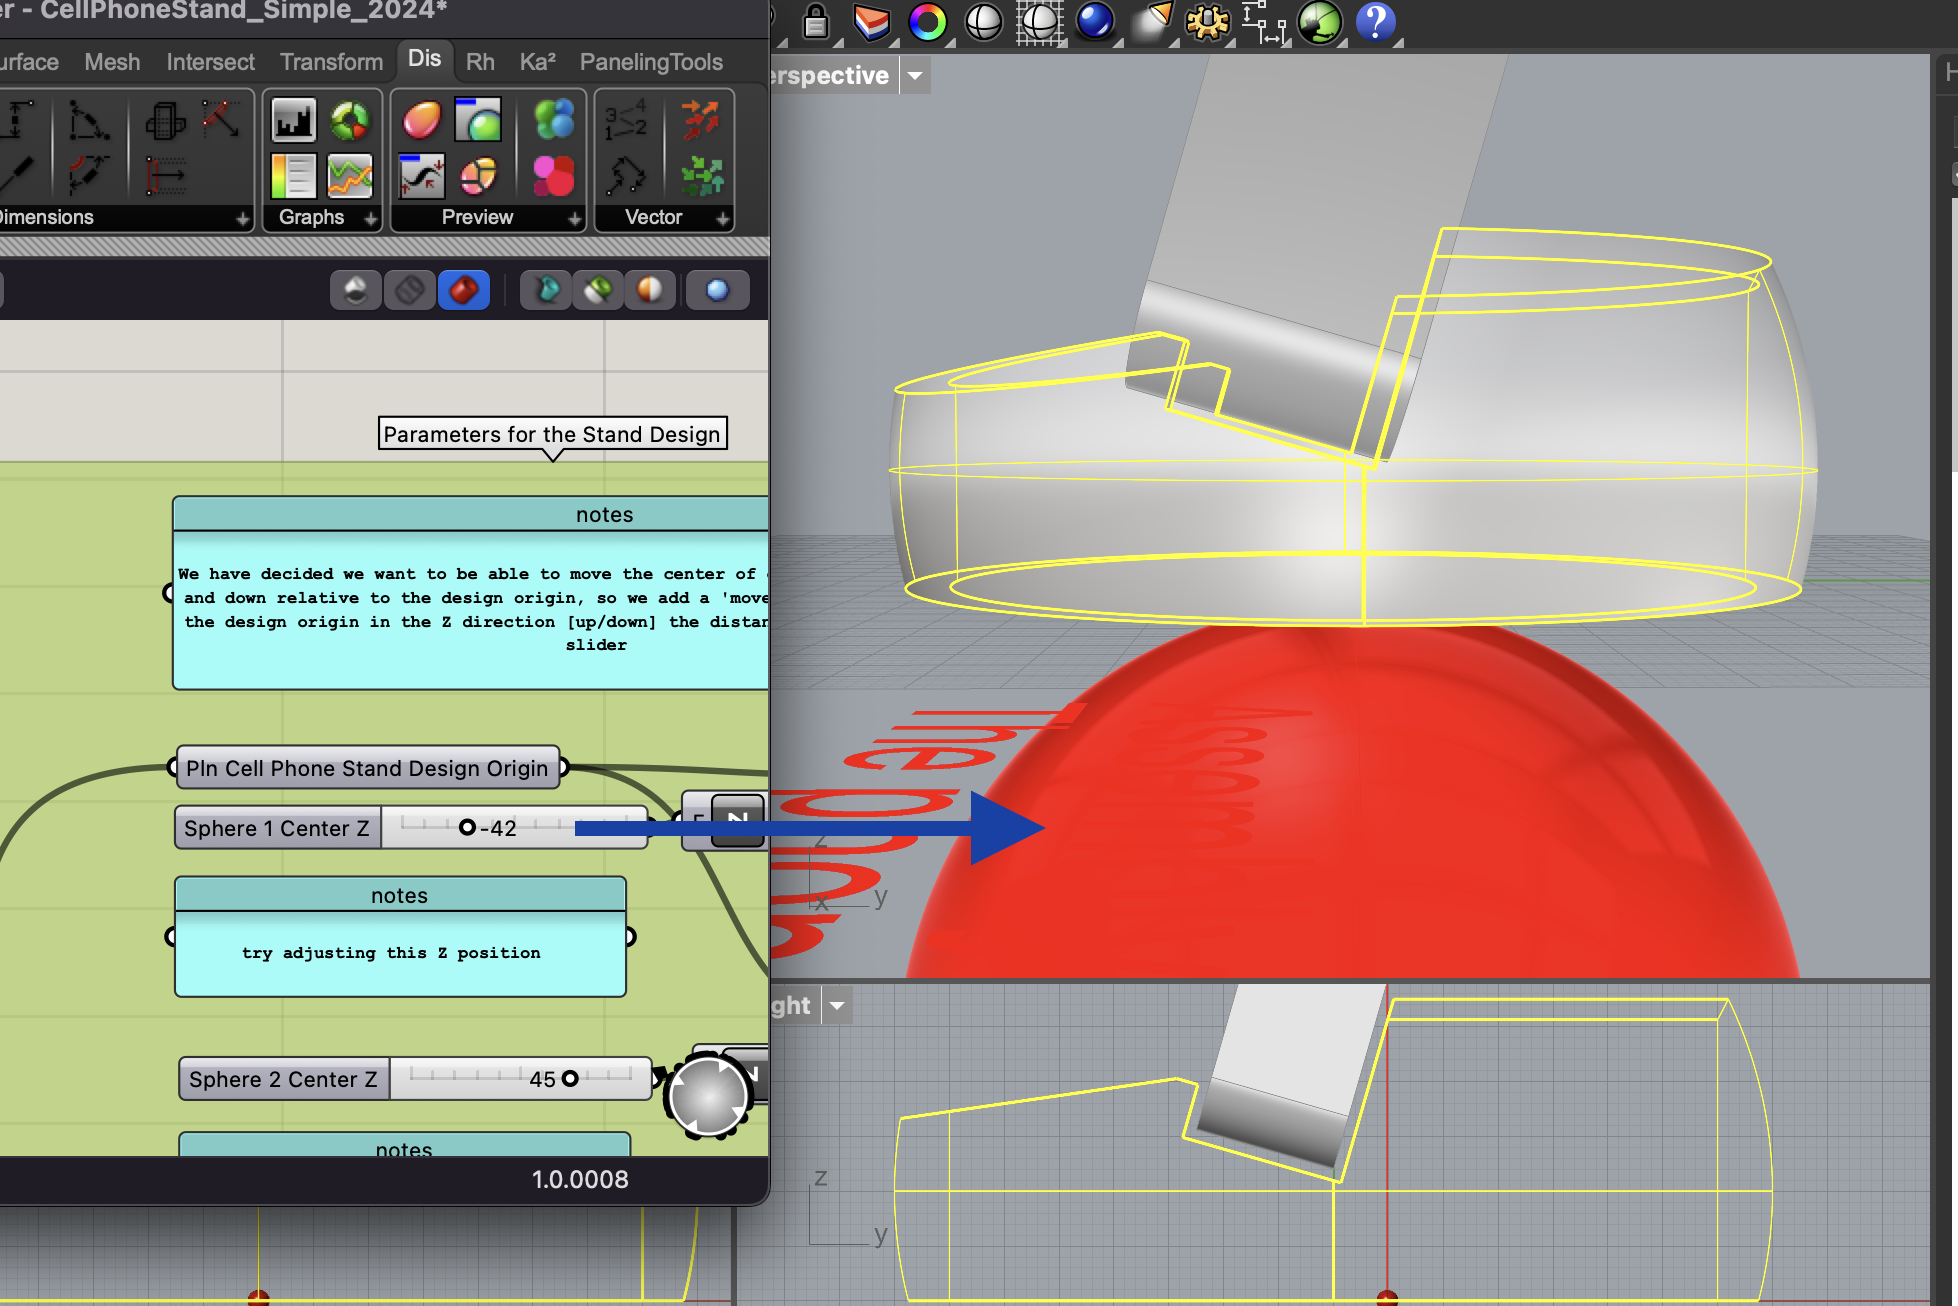 er - CellPhoneStand_Simple_2024*
urface Mesh Intersect Transform Dis Rh Ka² PanelingTools
Dimensions Graphs Preview Vector
erspective
Parameters for the Stand Design
notes
We have decided we want to be able to move the center of
and down relative to the design origin, so we add a 'move
the design origin in the Z direction [up/down] the distan
slider
Pln Cell Phone Stand Design Origin
Sphere 1 Center Z -42
F Z
notes
try adjusting this Z position
Sphere 2 Center Z 45
notes
1.0.0008
z
x y
ght
z
y